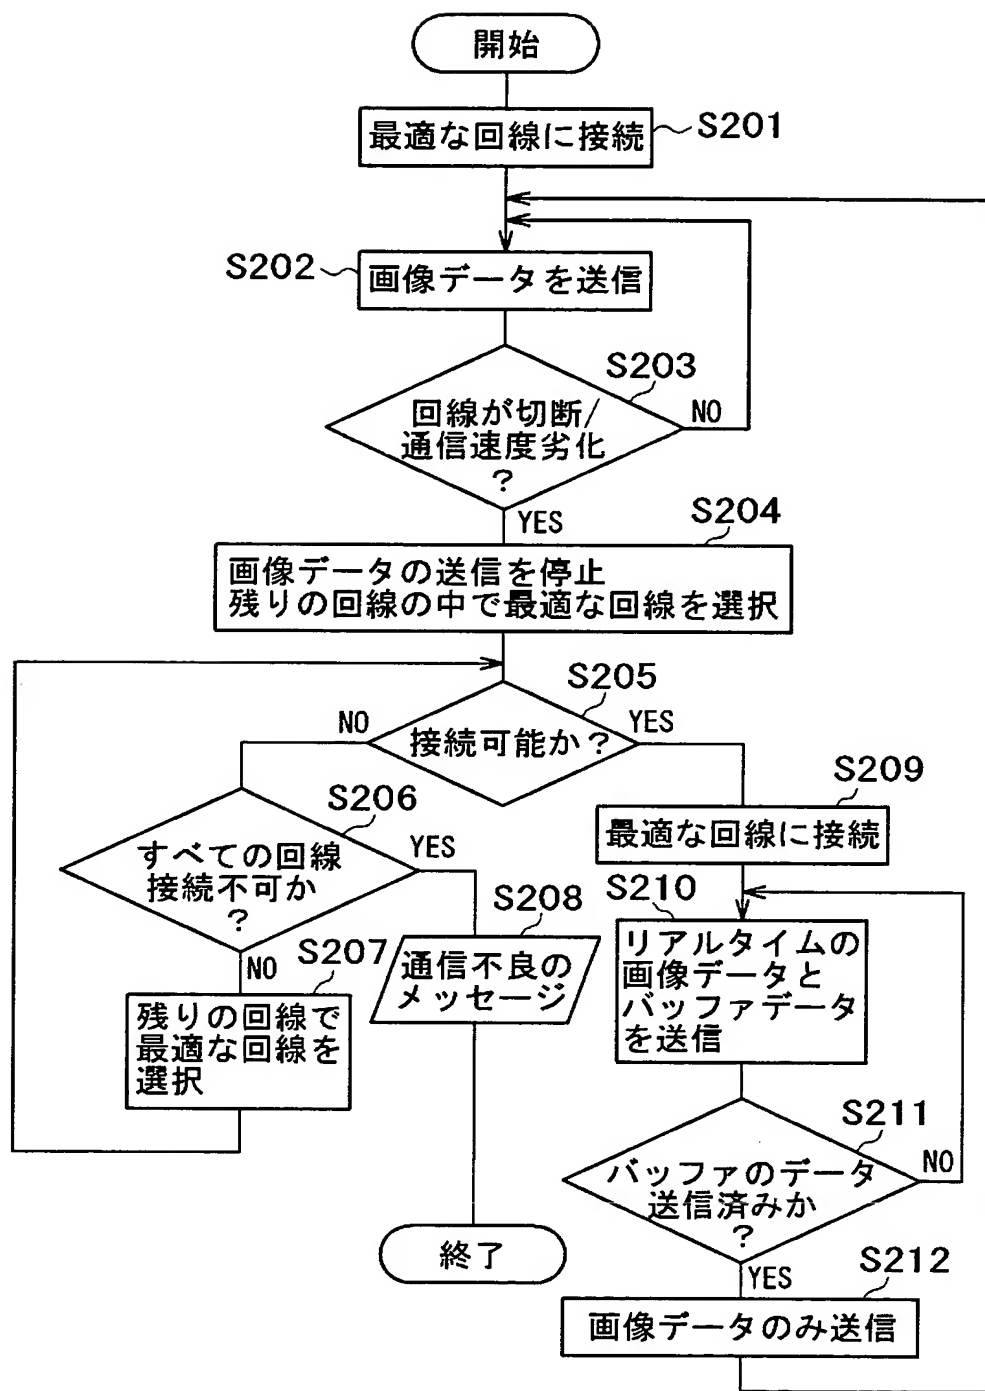 開始
最適な回線に接続
S201
S202
画像データを送信
S203
回線が切断/
通信速度劣化
?
NO
YES
S204
画像データの送信を停止
残りの回線の中で最適な回線を選択
S205
接続可能か?
NO
YES
S206
すべての回線
接続不可か
?
YES
NO
S207
残りの回線で
最適な回線を
選択
S208
通信不良の
メッセージ
終了
S209
最適な回線に接続
S210
リアルタイムの
画像データと
バッファデータ
を送信
S211
バッファのデータ
送信済みか
?
NO
YES
S212
画像データのみ送信